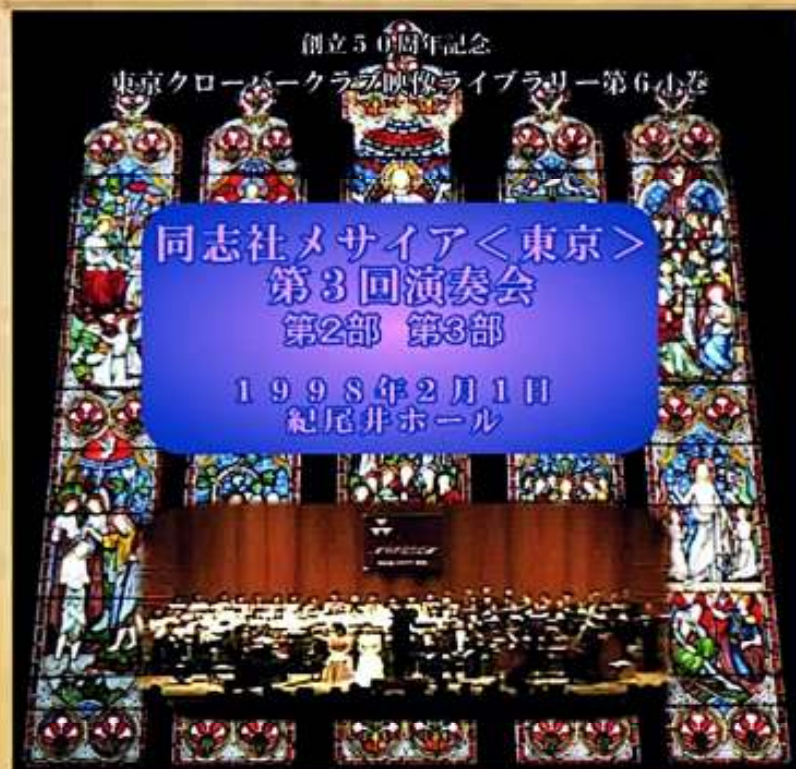 創立５０周年記念
東京クローバークラブ映像ライブラリー第６
同志社メサイア＜東京＞
第３回演奏会
第2部 第3部
１９９８年２月１日
紀尾井ホール